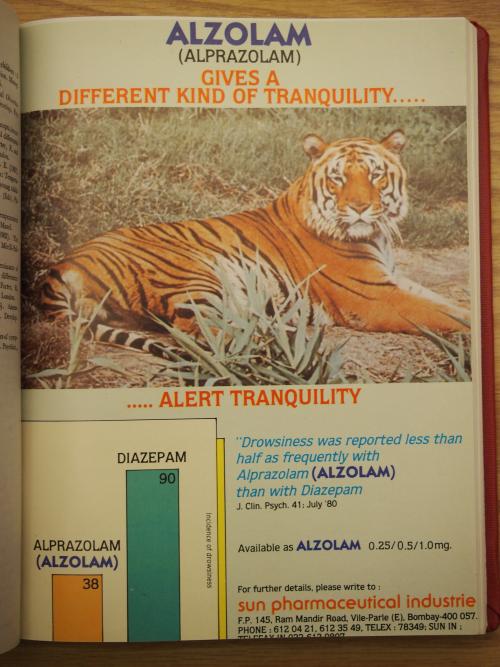 ALZOLAM
(ALPRAZOLAM)
GIVES A
DIFFERENT KIND OF TRANQUILITY.....
..... ALERT TRANQUILITY
DIAZEPAM
90
ALPRAZOLAM
(ALZOLAM)
38
Incidence of drowsiness
"Drowsiness was reported less than
half as frequently with
Alprazolam (ALZOLAM)
than with Diazepam
J. Clin. Psych. 41; July '80
Available as ALZOLAM 0.25/0.5/1.0mg.
For further details, please write to :
sun pharmaceutical industrie
F.P. 145, Ram Mandir Road, Vile-Parle (E), Bombay-400 057.
PHONE : 612 04 21, 612 35 49, TELEX : 78349; SUN IN ;